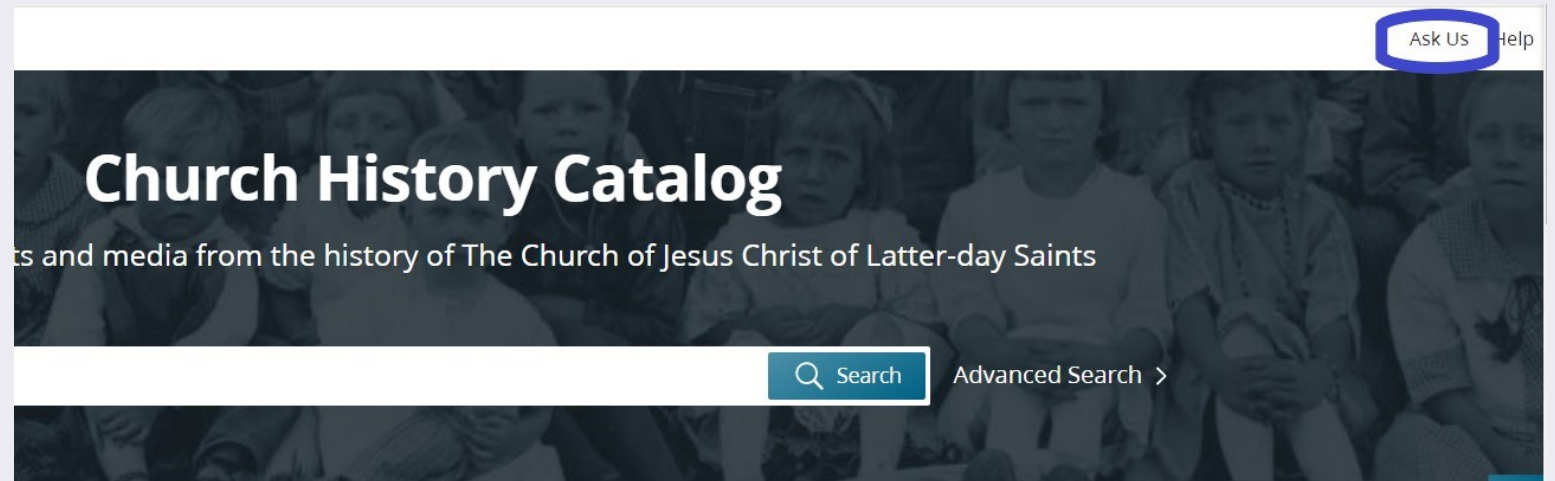 Ask Us Help
Church History Catalog
ts and media from the history of The Church of Jesus Christ of Latter-day Saints
Search Advanced Search >